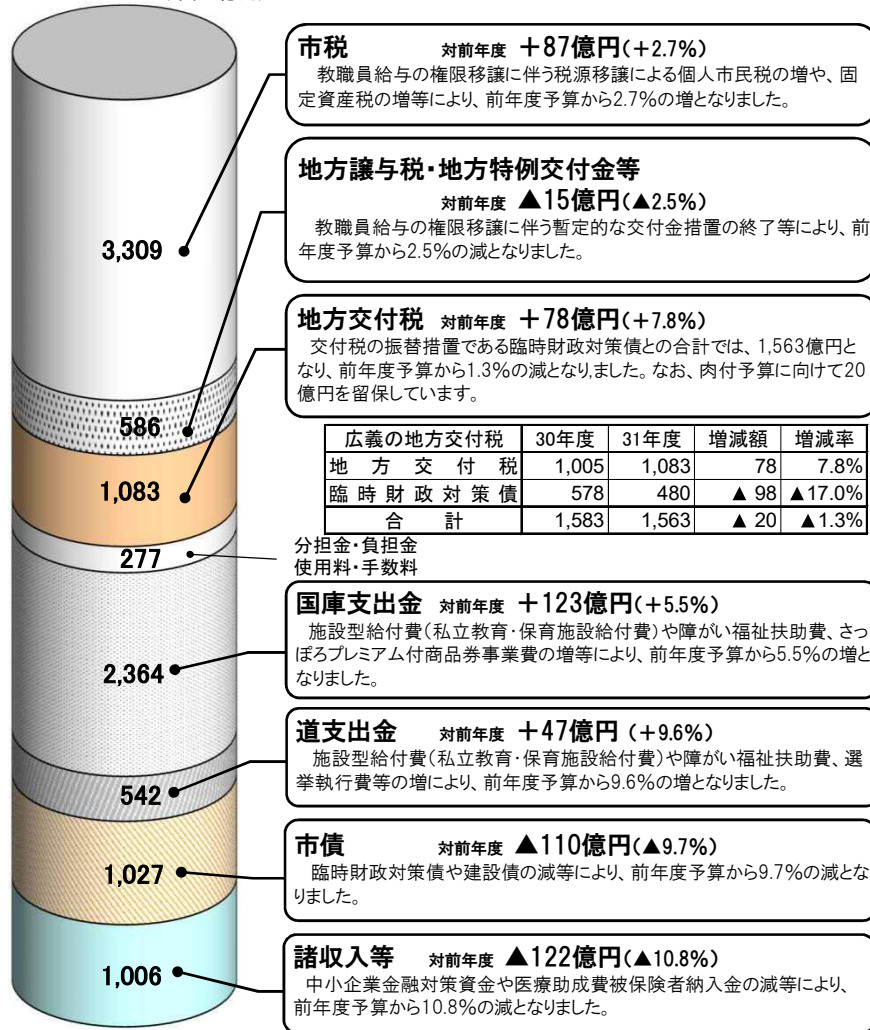 市税 対前年度 +87億円(+2.7%)
教職員給与の権限移譲に伴う税源移譲による個人市民税の増や、固
定資産税の増等により、前年度予算から2.7%の増となりました。
地方譲与税・地方特例交付金等
対前年度 ▲15億円(▲2.5%)
教職員給与の権限移譲に伴う暫定的な交付金措置の終了等により、前
年度予算から2.5%の減となりました。
3,309
地方交付税 対前年度 +78億円(+7.8%)
交付税の振替措置である臨時財政対策債との合計では、1,563億円と
なり、前年度予算から1.3%の減となり,ました。なお、肉付予算に向けて20
億円を留保しています。
586
1,083
広義の地方交付税 30年度 31年度 増減額 増減率
地方交付税 1,005 1,083 78 7.8%
臨時財政対策債 578 480 ▲ 98 ▲17.0%
合計 1,583 1,563 ▲ 20 ▲1.3%
277
分担金・負担金
使用料・手数料
国庫支出金 対前年度 +123億円(+5.5%)
施設型給付費(私立教育・保育施設給付費)や障がい福祉扶助費、さっ
ぽろプレミアム付商品券事業費の増等により、前年度予算から5.5%の増と
なりました。
2,364
道支出金 対前年度 +47億円 (+9.6%)
施設型給付費(私立教育・保育施設給付費)や障がい福祉扶助費、選
挙執行費等の増により、前年度予算から9.6%の増となりました。
542
市債 対前年度 ▲110億円(▲9.7%)
臨時財政対策債や建設債の減等により、前年度予算から9.7%の減とな
りました。
1,027
諸収入等 対前年度 ▲122億円(▲10.8%)
中小企業金融対策資金や医療助成費被保険者納入金の減等により、
前年度予算から10.8%の減となりました。
1,006